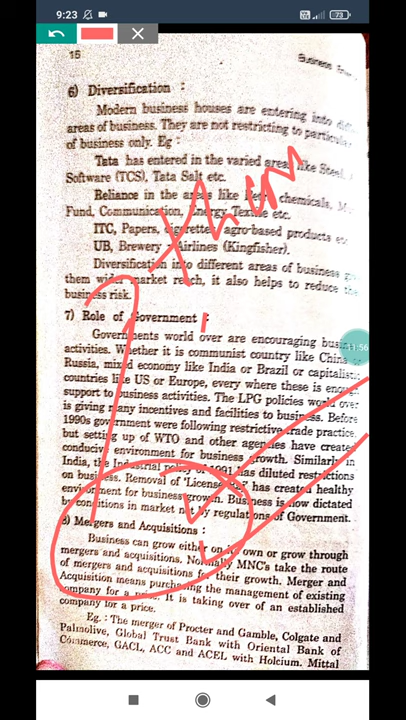 9:23
73
16
Business
6) Diversification :
Modern business houses are entering into
areas of business. They are not restricting to particular
of business only. Eg :
Tata has entered in the varied areas like Steel,
Software (TCS), Tata Salt etc.
Reliance in the areas like chemicals,
Fund, Communication, Energy, Textile etc.
ITC, Papers, cigarettes, agro-based products etc
UB, Brewery Airlines (Kingfisher).
Diversification into different areas of business
them wider market reach, it also helps to reduce the
business risk.
them
7) Role of Government :
Governments world over are encouraging business
11:56
activities. Whether it is communist country like China
Russia, mixed economy like India or Brazil or capitalist
countries like US or Europe, every where there is
support to business activities. The LPG policies world over
is giving many incentives and facilities to business. Before
1990s government were following restrictive trade practice,
but setting up of WTO and other agencies have created
conducive environment for business growth. Similarly in
India, the Industrial policy of 1991 has diluted restrictions
on business. Removal of 'License has created healthy
environment for business growth. Business is now dictated
by conditions in market not by regulations of Government.
8) Mergers and Acquisitions :
Business can grow either on its own or grow through
mergers and acquisitions. Normally MNC's take the route
of mergers and acquisitions for their growth. Merger and
Acquisition means purchasing the management of existing
company for a price. It is taking over of an established
company for a price.
Eg. : The merger of Procter and Gamble, Colgate and
Palmolive, Global Trust Bank with Oriental Bank of
Commerce, GACL, ACC and ACEL with Holcium. Mittal